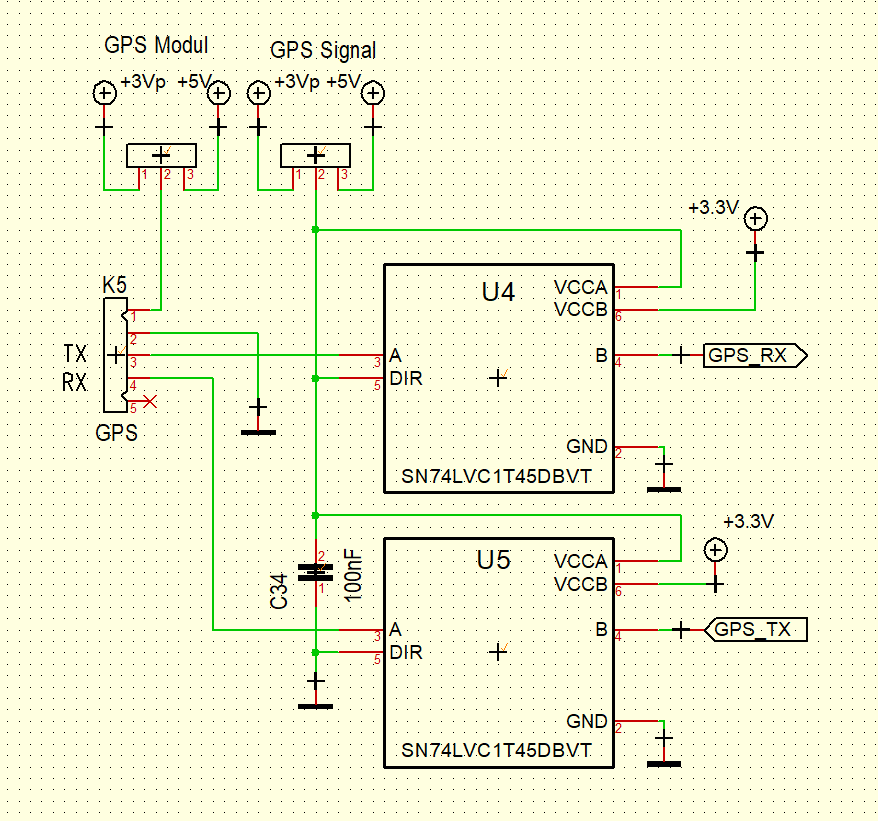 GPS Modul
GPS Signal
+3Vp +5V
+3Vp +5V
1 2 3
1 2 3
+3.3V
K5
U4
VCCA
1
VCCB
6
1
2
TX
3
RX
4
5
GPS
3
A
5
DIR
B
4
GPS_RX
GND
2
SN74LVC1T45DBVT
+3.3V
U5
VCCA
1
VCCB
6
C34
2
1
100nF
3
A
5
DIR
B
4
GPS_TX
GND
2
SN74LVC1T45DBVT